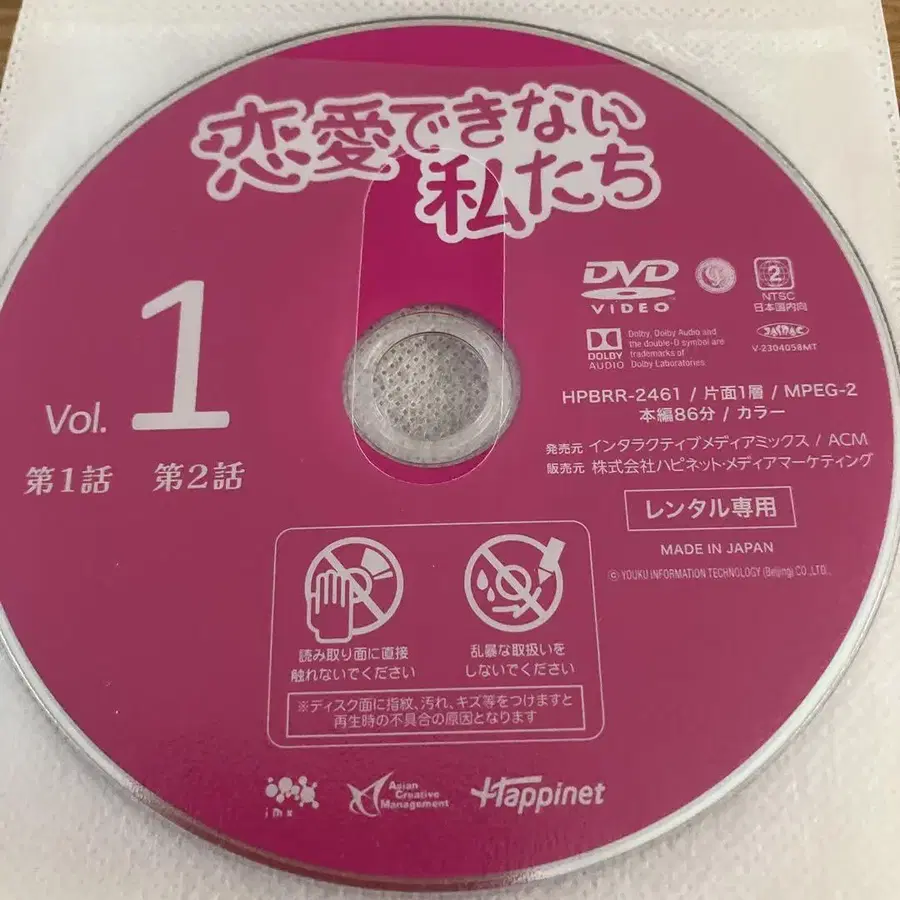 恋愛できない
私たち
Vol. 1
第1話 第2話
DVD
VIDEO
2
NTSC
日本国内向
DOLBY
AUDIO
Dolby, Dolby Audio and
the double-D symbol are
trademarks of
Dolby Laboratories
V-2304058MT
HPBRR-2461 / 片面1層 / MPEG-2
本編86分 / カラー
発売元 インタラクティブメディアミックス / ACM
販売元 株式会社ハピネット・メディアマーケティング
レンタル専用
MADE IN JAPAN
© YOUKU INFORMATION TECHNOLOGY (Beijing) CO., LTD.
読み取り面に直接
触れないでください
乱暴な取扱いを
しないでください
※ディスク面に指紋、汚れ、キズ等をつけますと
再生時の不具合の原因となります
imx
Asian
Creative
Management
Happinet